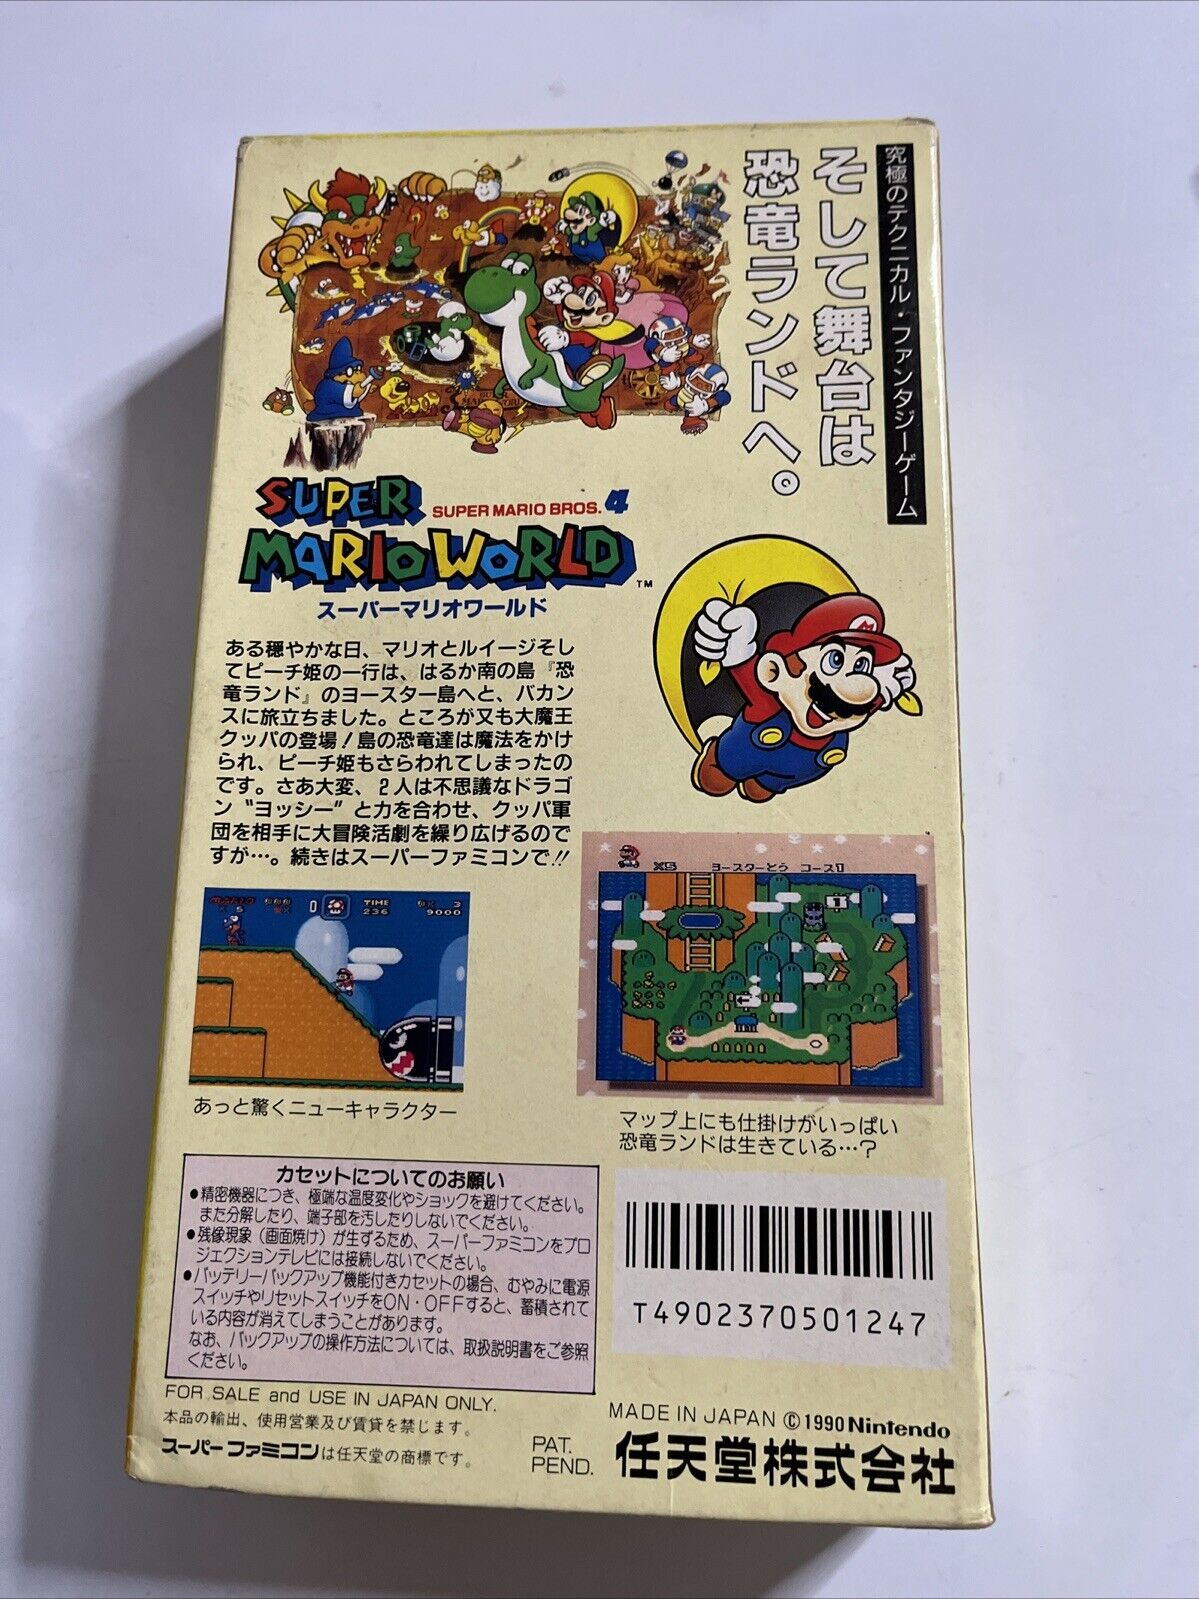 究極のテクニカル・ファンタジーゲーム
そして舞台は
恐竜ランドへ。
SUPER
SUPER MARIO BROS. 4
MARIO WORLD™
スーパーマリオワールド
ある穏やかな日、マリオとルイージそし
てピーチ姫の一行は、はるか南の島『恐
竜ランド』のヨースター島へと、バカン
スに旅立ちました。ところが又も大魔王
クッパの登場！島の恐竜達は魔法をかけ
られ、ピーチ姫もさらわれてしまったの
です。さあ大変、2人は不思議なドラゴ
ン“ヨッシー”と力を合わせ、クッパ軍
団を相手に大冒険活劇を繰り広げるので
すが…。続きはスーパーファミコンで!!
MARIO
×5
0
TIME
236
3
9000
×5 ヨースターとう コース1
あっと驚くニューキャラクター
マップ上にも仕掛けがいっぱい
恐竜ランドは生きている…？
カセットについてのお願い
●精密機器につき、極端な温度変化やショックを避けてください。
また分解したり、端子部を汚したりしないでください。
●残像現象（画面焼け）が生ずるため、スーパーファミコンをプロ
ジェクションテレビには接続しないでください。
●バッテリーバックアップ機能付きカセットの場合、むやみに電源
スイッチやリセットスイッチをON・OFFすると、蓄積されて
いる内容が消えてしまうことがあります。
なお、バックアップの操作方法については、取扱説明書をご参照
ください。
T4902370501247
FOR SALE and USE IN JAPAN ONLY.
本品の輸出、使用営業及び賃貸を禁じます。
スーパーファミコンは任天堂の商標です。
PAT.
PEND.
MADE IN JAPAN ©1990 Nintendo
任天堂株式会社